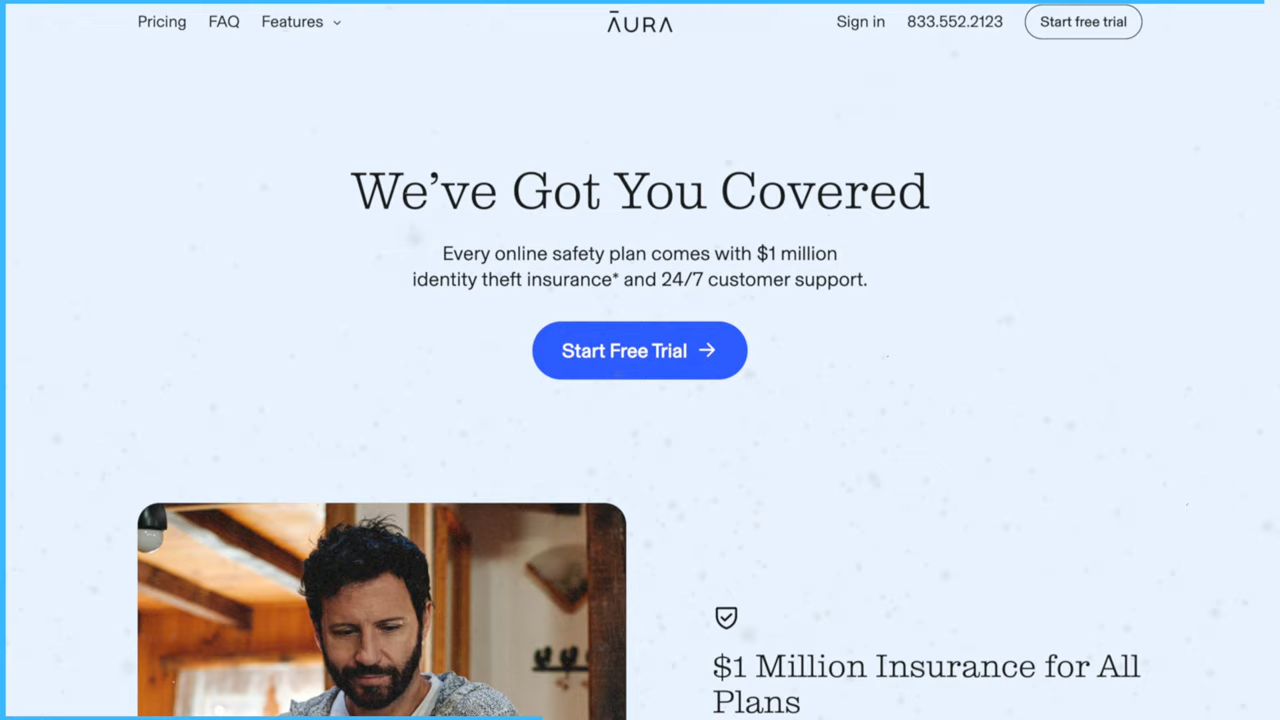 Pricing FAQ Features ĀURA Sign in 833.552.2123 Start free trial
We’ve Got You Covered
Every online safety plan comes with $1 million
identity theft insurance* and 24/7 customer support.
Start Free Trial →
$1 Million Insurance for All
Plans